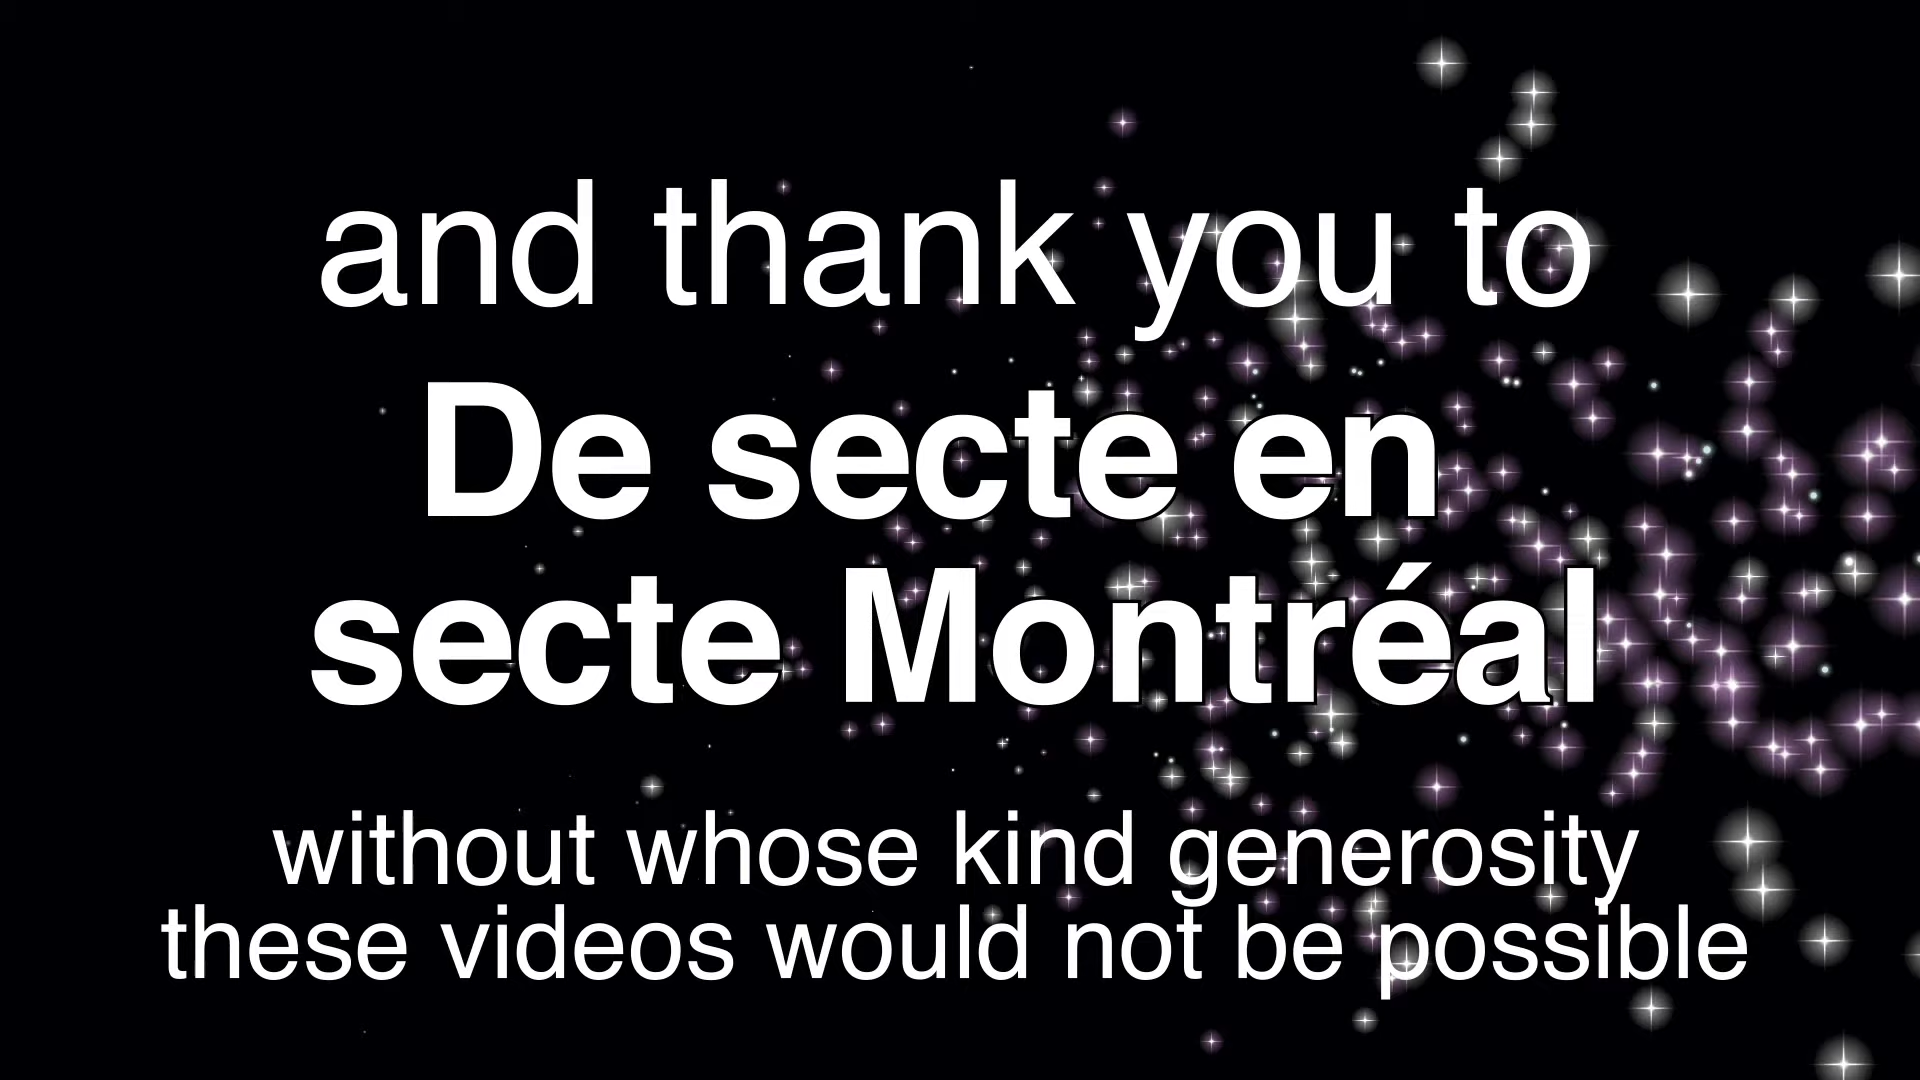 and thank you to
De secte en
secte Montréal
without whose kind generosity
these videos would not be possible